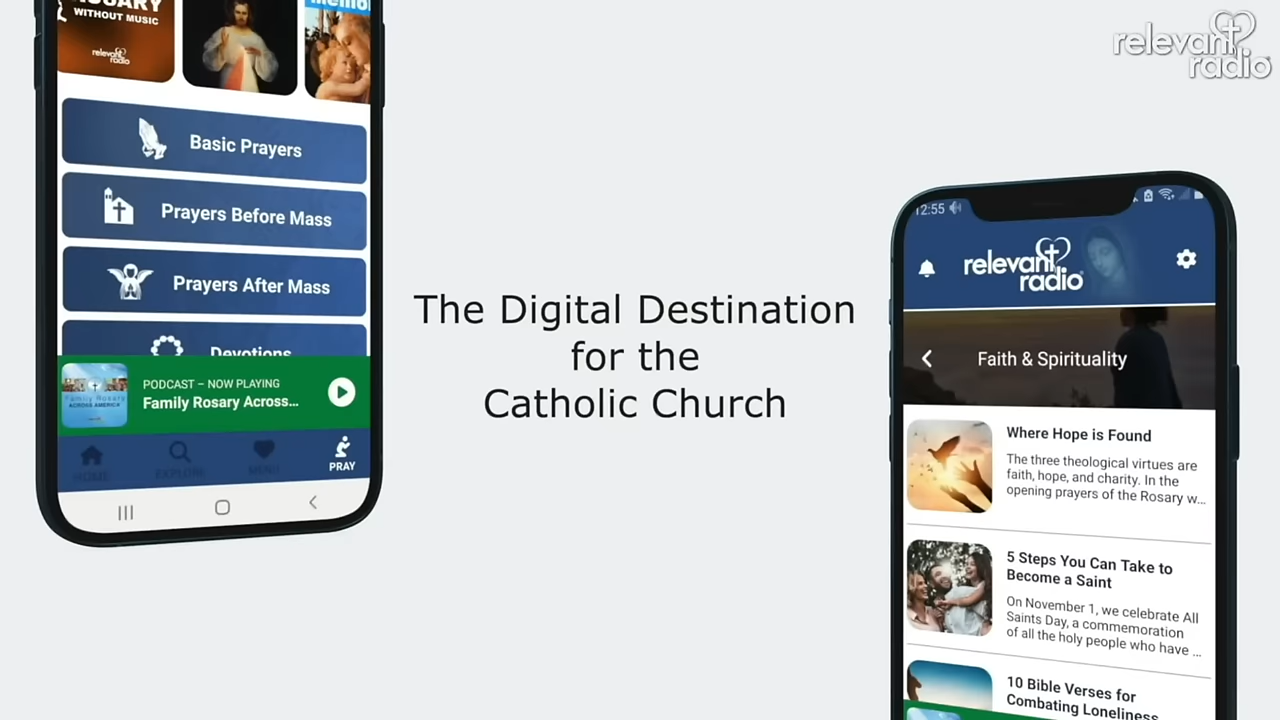 ROSARY
WITHOUT MUSIC
relevant
radio
Basic Prayers
Prayers Before Mass
Prayers After Mass
Devotions
PODCAST – NOW PLAYING
Family Rosary Across...
Family Rosary
ACROSS AMERICA
HOME
EXPLORE
MENU
PRAY
The Digital Destination
for the
Catholic Church
relevant
radio
12:55
relevant
radio
Faith & Spirituality
Where Hope is Found
The three theological virtues are
faith, hope, and charity. In the
opening prayers of the Rosary w...
5 Steps You Can Take to
Become a Saint
On November 1, we celebrate All
Saints Day, a commemoration
of all the holy people who have ...
10 Bible Verses for
Combating Loneliness